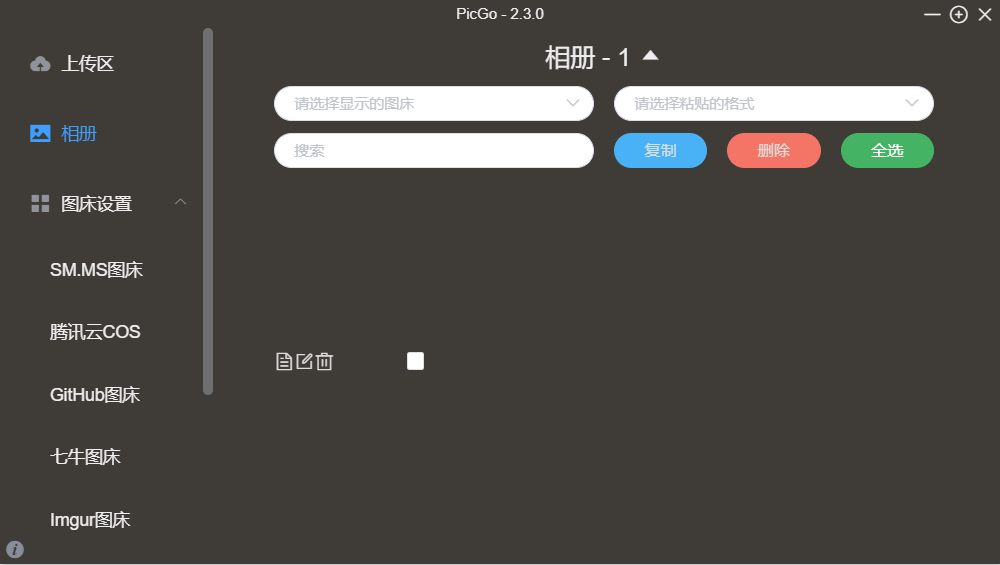 PicGo - 2.3.0
上传区
相册
图床设置
SM.MS图床
腾讯云COS
GitHub图床
七牛图床
Imgur图床
相册 - 1
请选择显示的图床
请选择粘贴的格式
搜索
复制
删除
全选